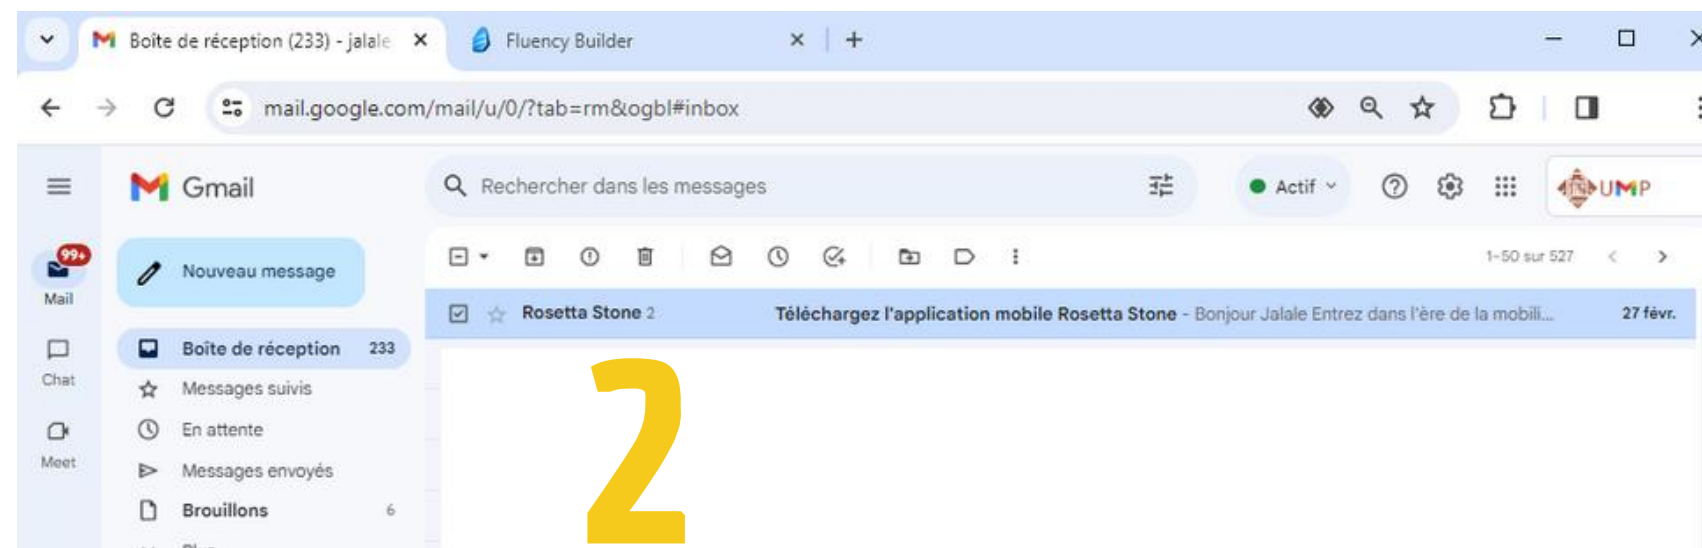 Boîte de réception (233) - jalale
Fluency Builder
mail.google.com/mail/u/0/?tab=rm&ogbl#inbox
Gmail
Rechercher dans les messages
Actif
UMP
99+
Mail
Nouveau message
1–50 sur 527
Rosetta Stone 2 Téléchargez l'application mobile Rosetta Stone - Bonjour Jalale Entrez dans l'ère de la mobili... 27 févr.
Boîte de réception 233
Chat
Messages suivis
En attente
Meet
Messages envoyés
Brouillons 6
2